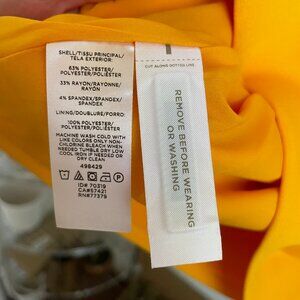 SHELL/TISSU PRINCIPAL/
TELA EXTERIOR:
63% POLYESTER/
POLYESTER/POLIÉSTER
33% RAYON/RAYONNE/
RAYÓN
4% SPANDEX/SPANDEX/
SPANDEX
LINING/DOUBLURE/FORRO
100% POLYESTER/
POLYESTER/POLIÉSTER
MACHINE WASH COLD WITH
LIKE COLORS ONLY NON-
CHLORINE BLEACH WHEN
NEEDED TUMBLE DRY LOW
COOL IRON IF NEEDED OR
DRY CLEAN
498429
ID# 70319
CA#57421
RN#77379
CUT ALONG DOTTED LINE
REMOVE BEFORE WEARING
OR WASHING